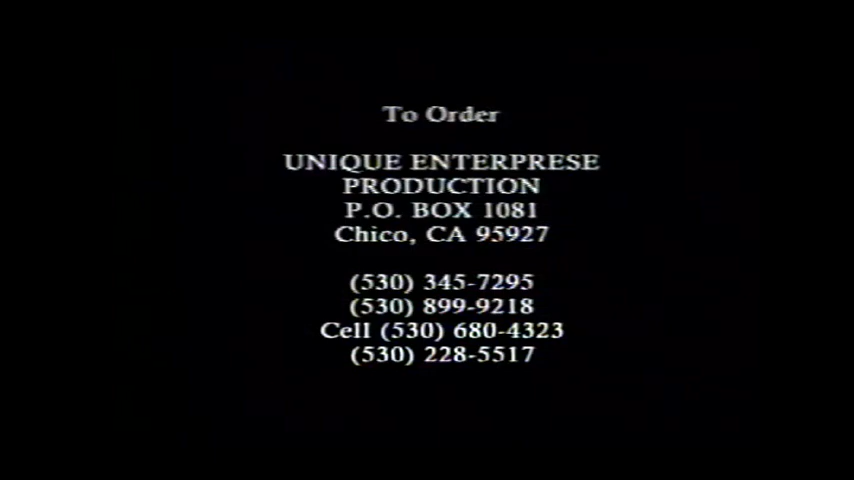 To Order
UNIQUE ENTERPRESE
PRODUCTION
P.O. BOX 1081
Chico, CA 95927
(530) 345-7295
(530) 899-9218
Cell (530) 680-4323
(530) 228-5517